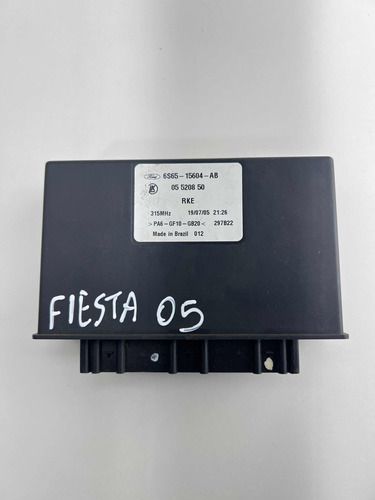 Ford 6S65-15604-AB
05 5208 50
RKE
315MHz 19/07/05 21:26
>PA6-GF10-GB20< 297822
Made in Brazil 012
FIESTA 05